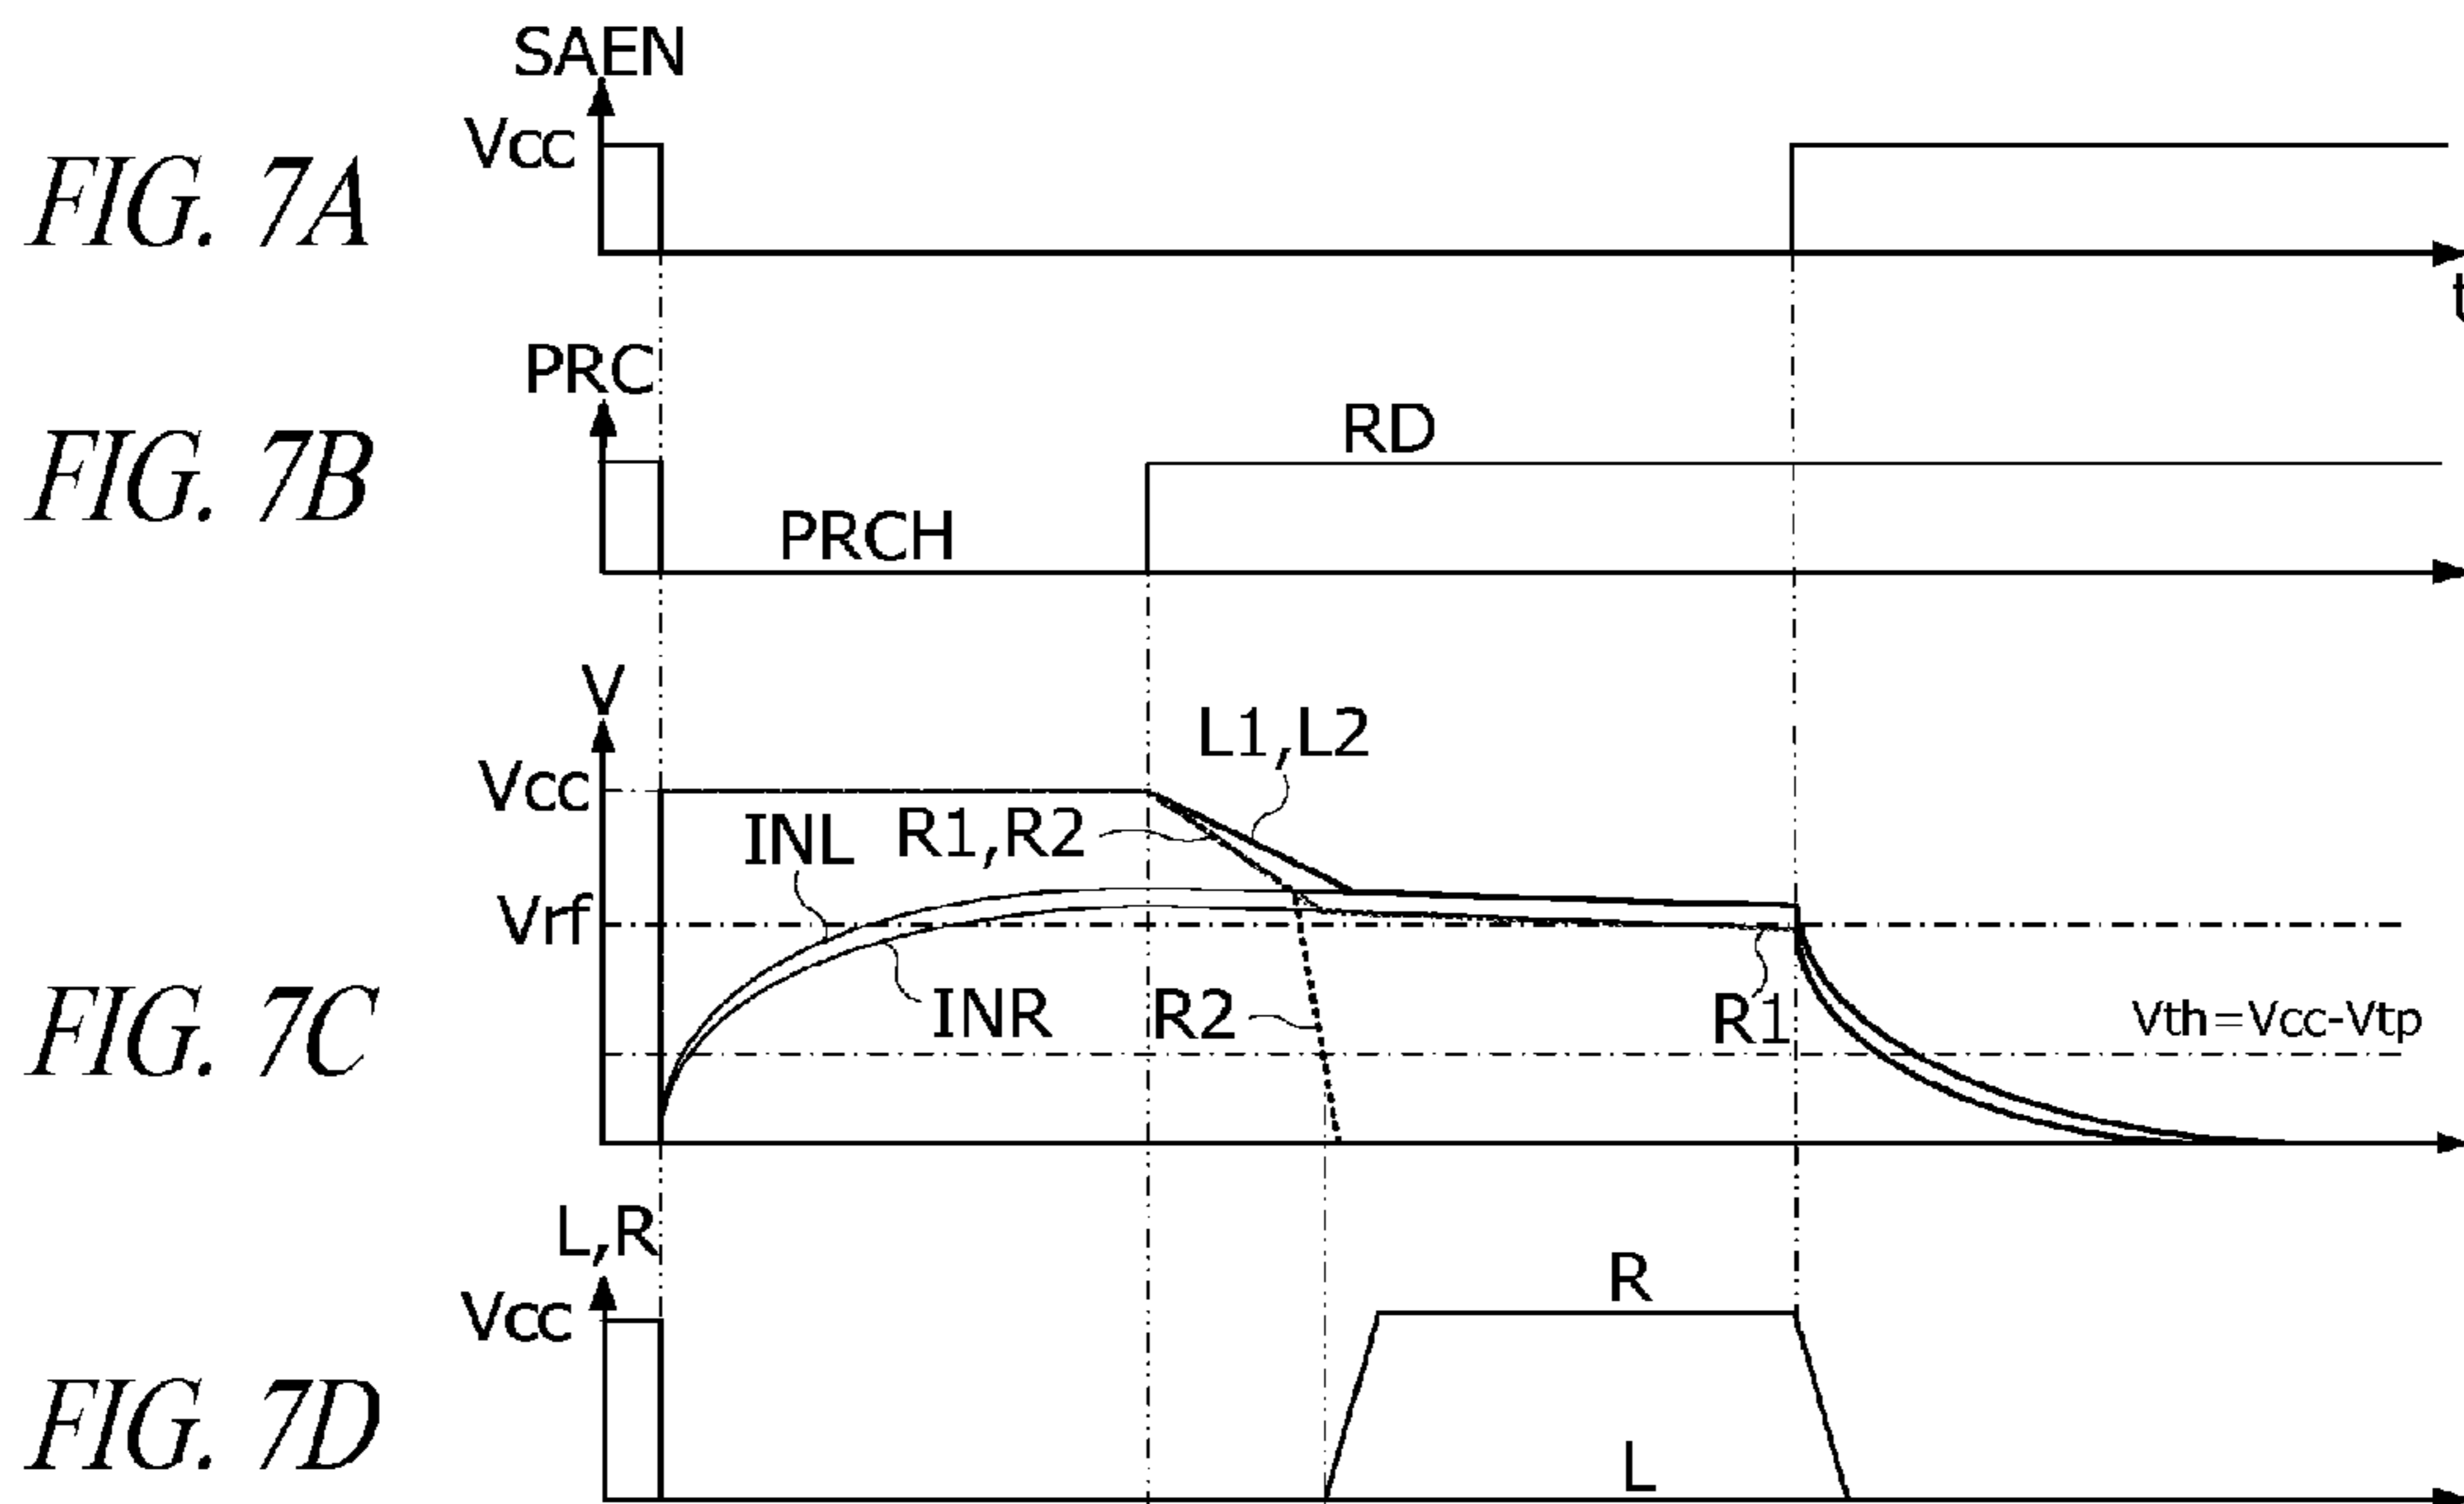 SAEN
Vcc
FIG. 7A
t
PRC
RD
FIG. 7B
PRCH
V
L1,L2
Vcc
INL
R1,R2
Vrf
INR
R2
R1
Vth=Vcc-Vtp
FIG. 7C
L,R
R
Vcc
FIG. 7D
L